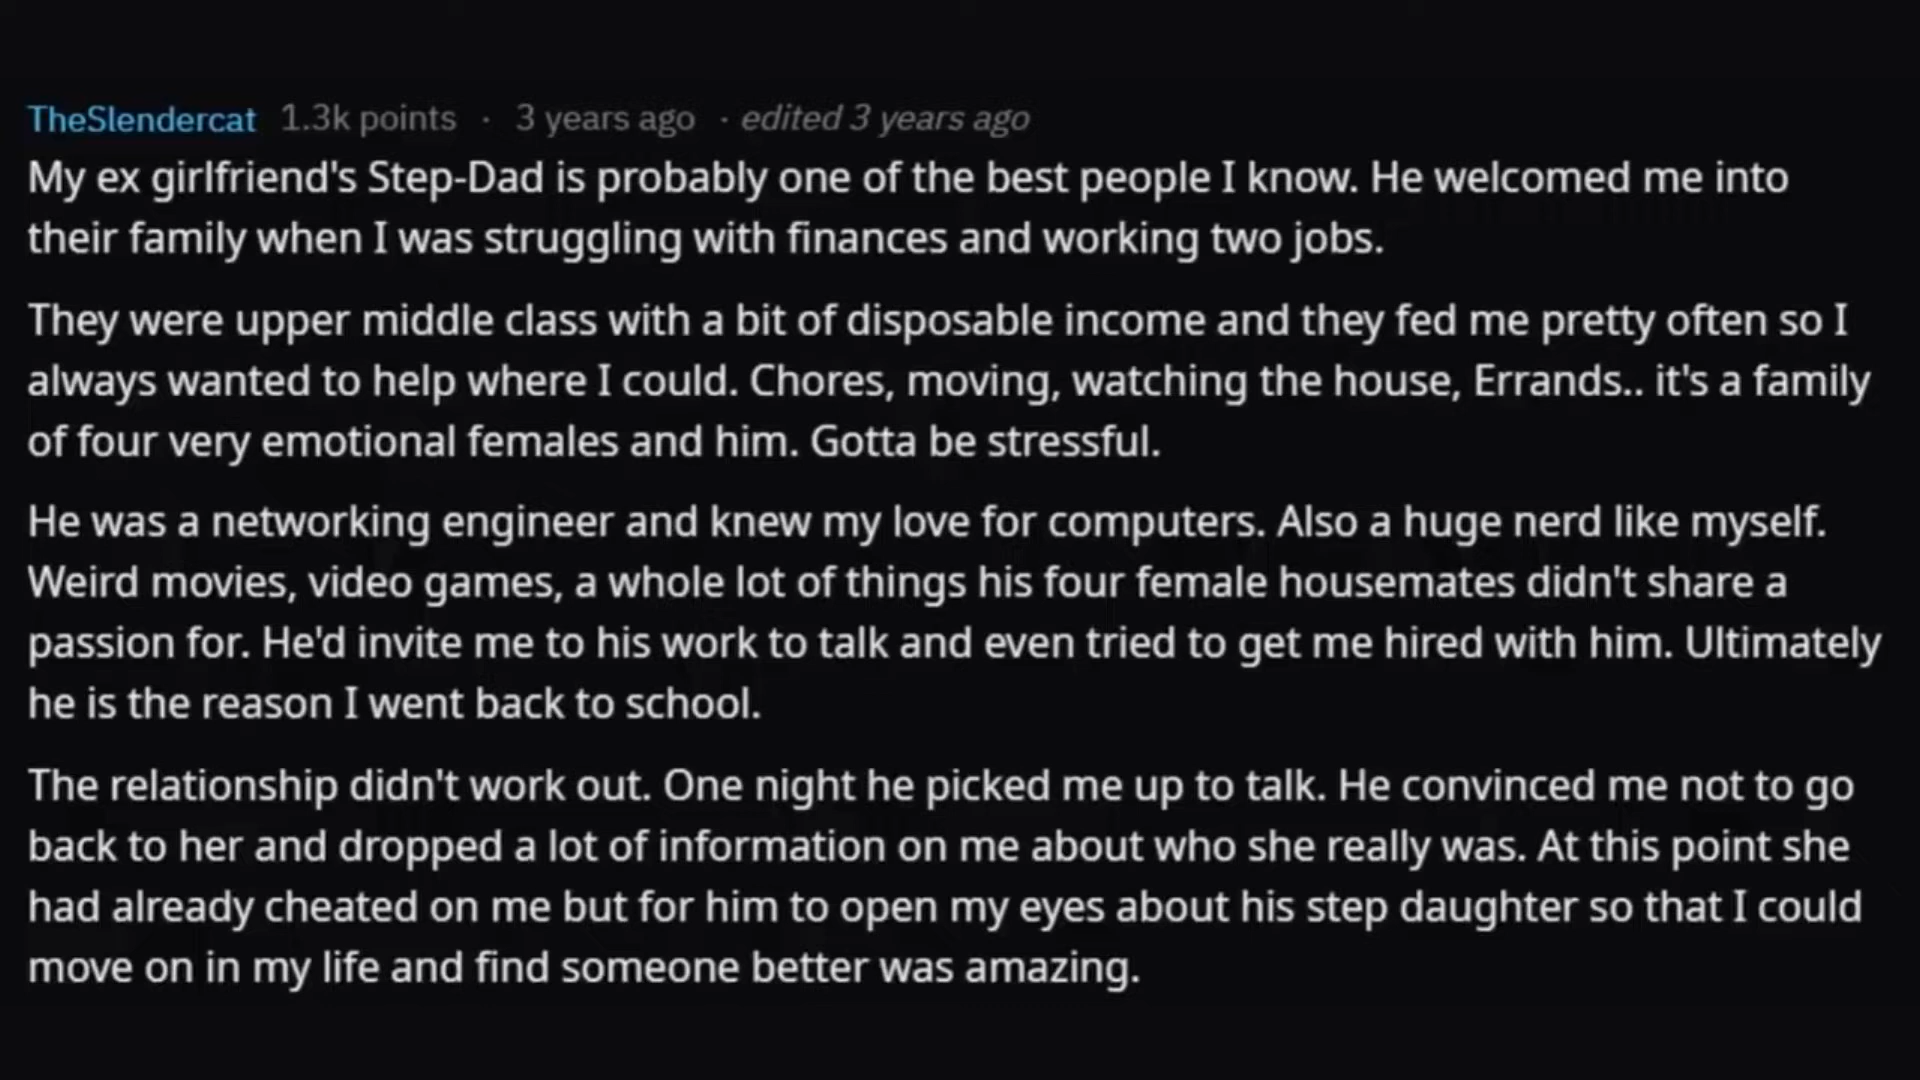 TheSlendercat 1.3k points · 3 years ago · edited 3 years ago
My ex girlfriend's Step-Dad is probably one of the best people I know. He welcomed me into
their family when I was struggling with finances and working two jobs.
They were upper middle class with a bit of disposable income and they fed me pretty often so I
always wanted to help where I could. Chores, moving, watching the house, Errands.. it's a family
of four very emotional females and him. Gotta be stressful.
He was a networking engineer and knew my love for computers. Also a huge nerd like myself.
Weird movies, video games, a whole lot of things his four female housemates didn't share a
passion for. He'd invite me to his work to talk and even tried to get me hired with him. Ultimately
he is the reason I went back to school.
The relationship didn't work out. One night he picked me up to talk. He convinced me not to go
back to her and dropped a lot of information on me about who she really was. At this point she
had already cheated on me but for him to open my eyes about his step daughter so that I could
move on in my life and find someone better was amazing.